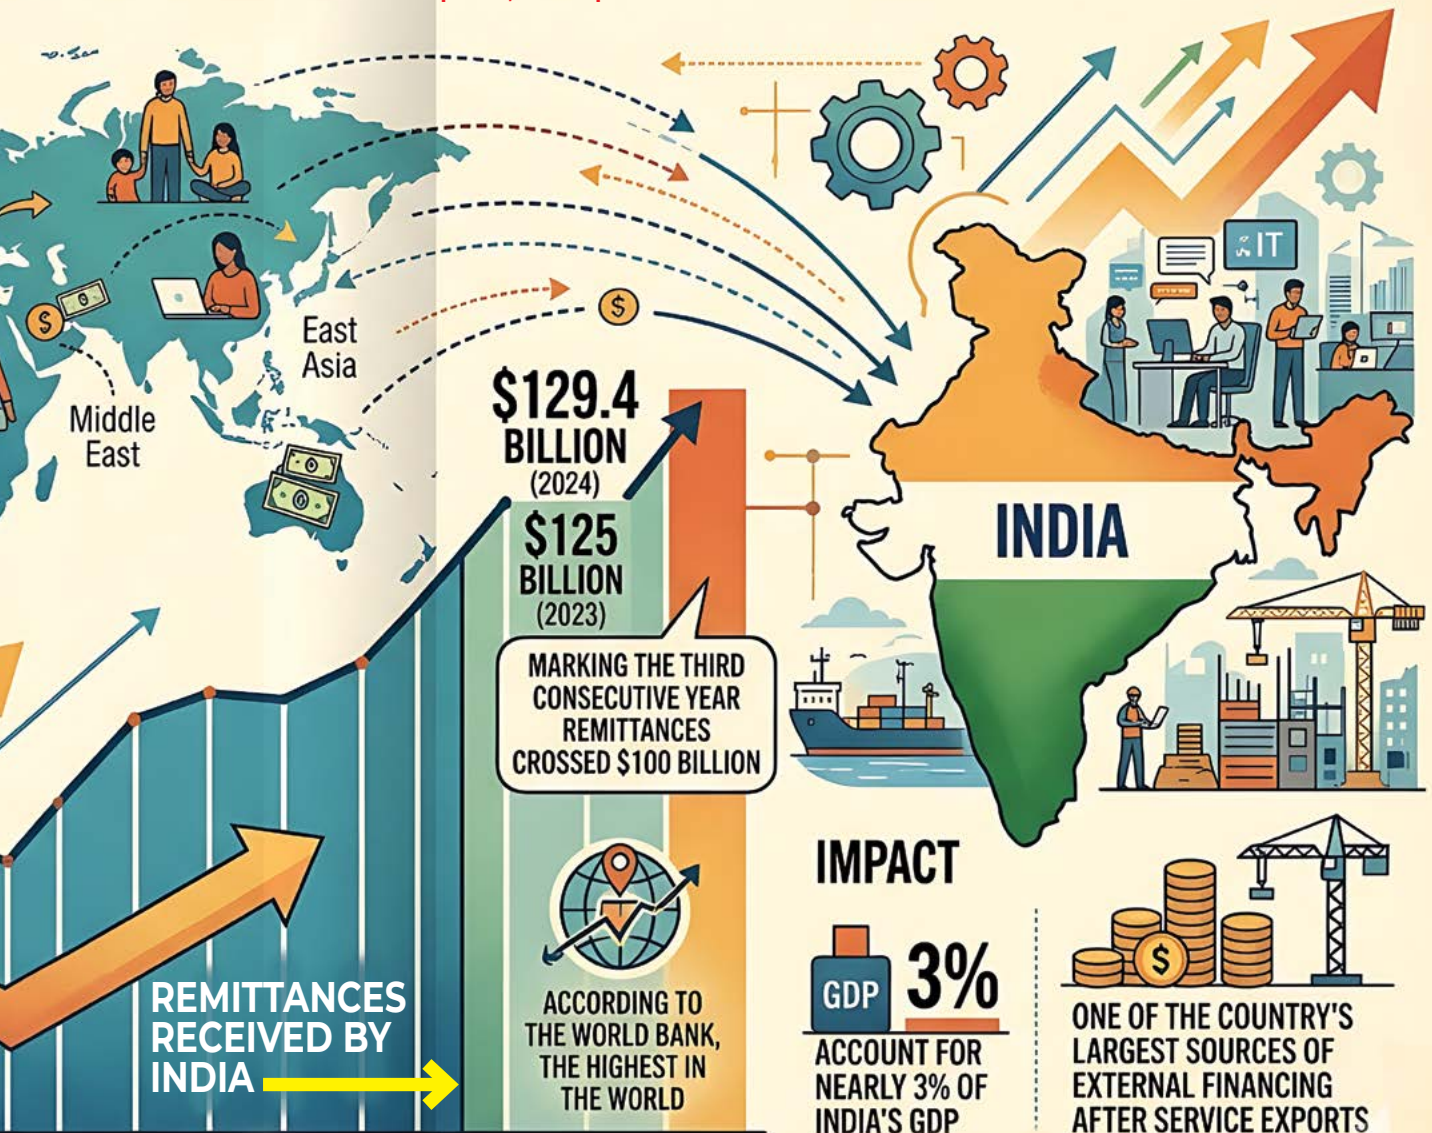 IT
East
Asia
Middle
East
$
$
$129.4
BILLION
(2024)
$125
BILLION
(2023)
MARKING THE THIRD
CONSECUTIVE YEAR
REMITTANCES
CROSSED $100 BILLION
INDIA
REMITTANCES
RECEIVED BY
INDIA
ACCORDING TO
THE WORLD BANK,
THE HIGHEST IN
THE WORLD
IMPACT
GDP
3%
ACCOUNT FOR
NEARLY 3% OF
INDIA'S GDP
$
ONE OF THE COUNTRY'S
LARGEST SOURCES OF
EXTERNAL FINANCING
AFTER SERVICE EXPORTS